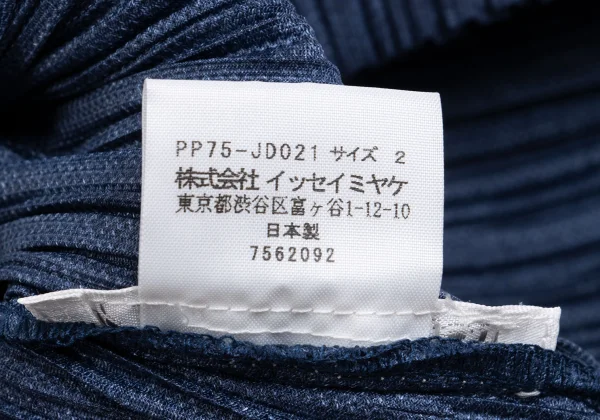 PP75-JD021 サイズ 2
株式会社 イッセイミヤケ
東京都渋谷区富ヶ谷1-12-10
日本製
7562092